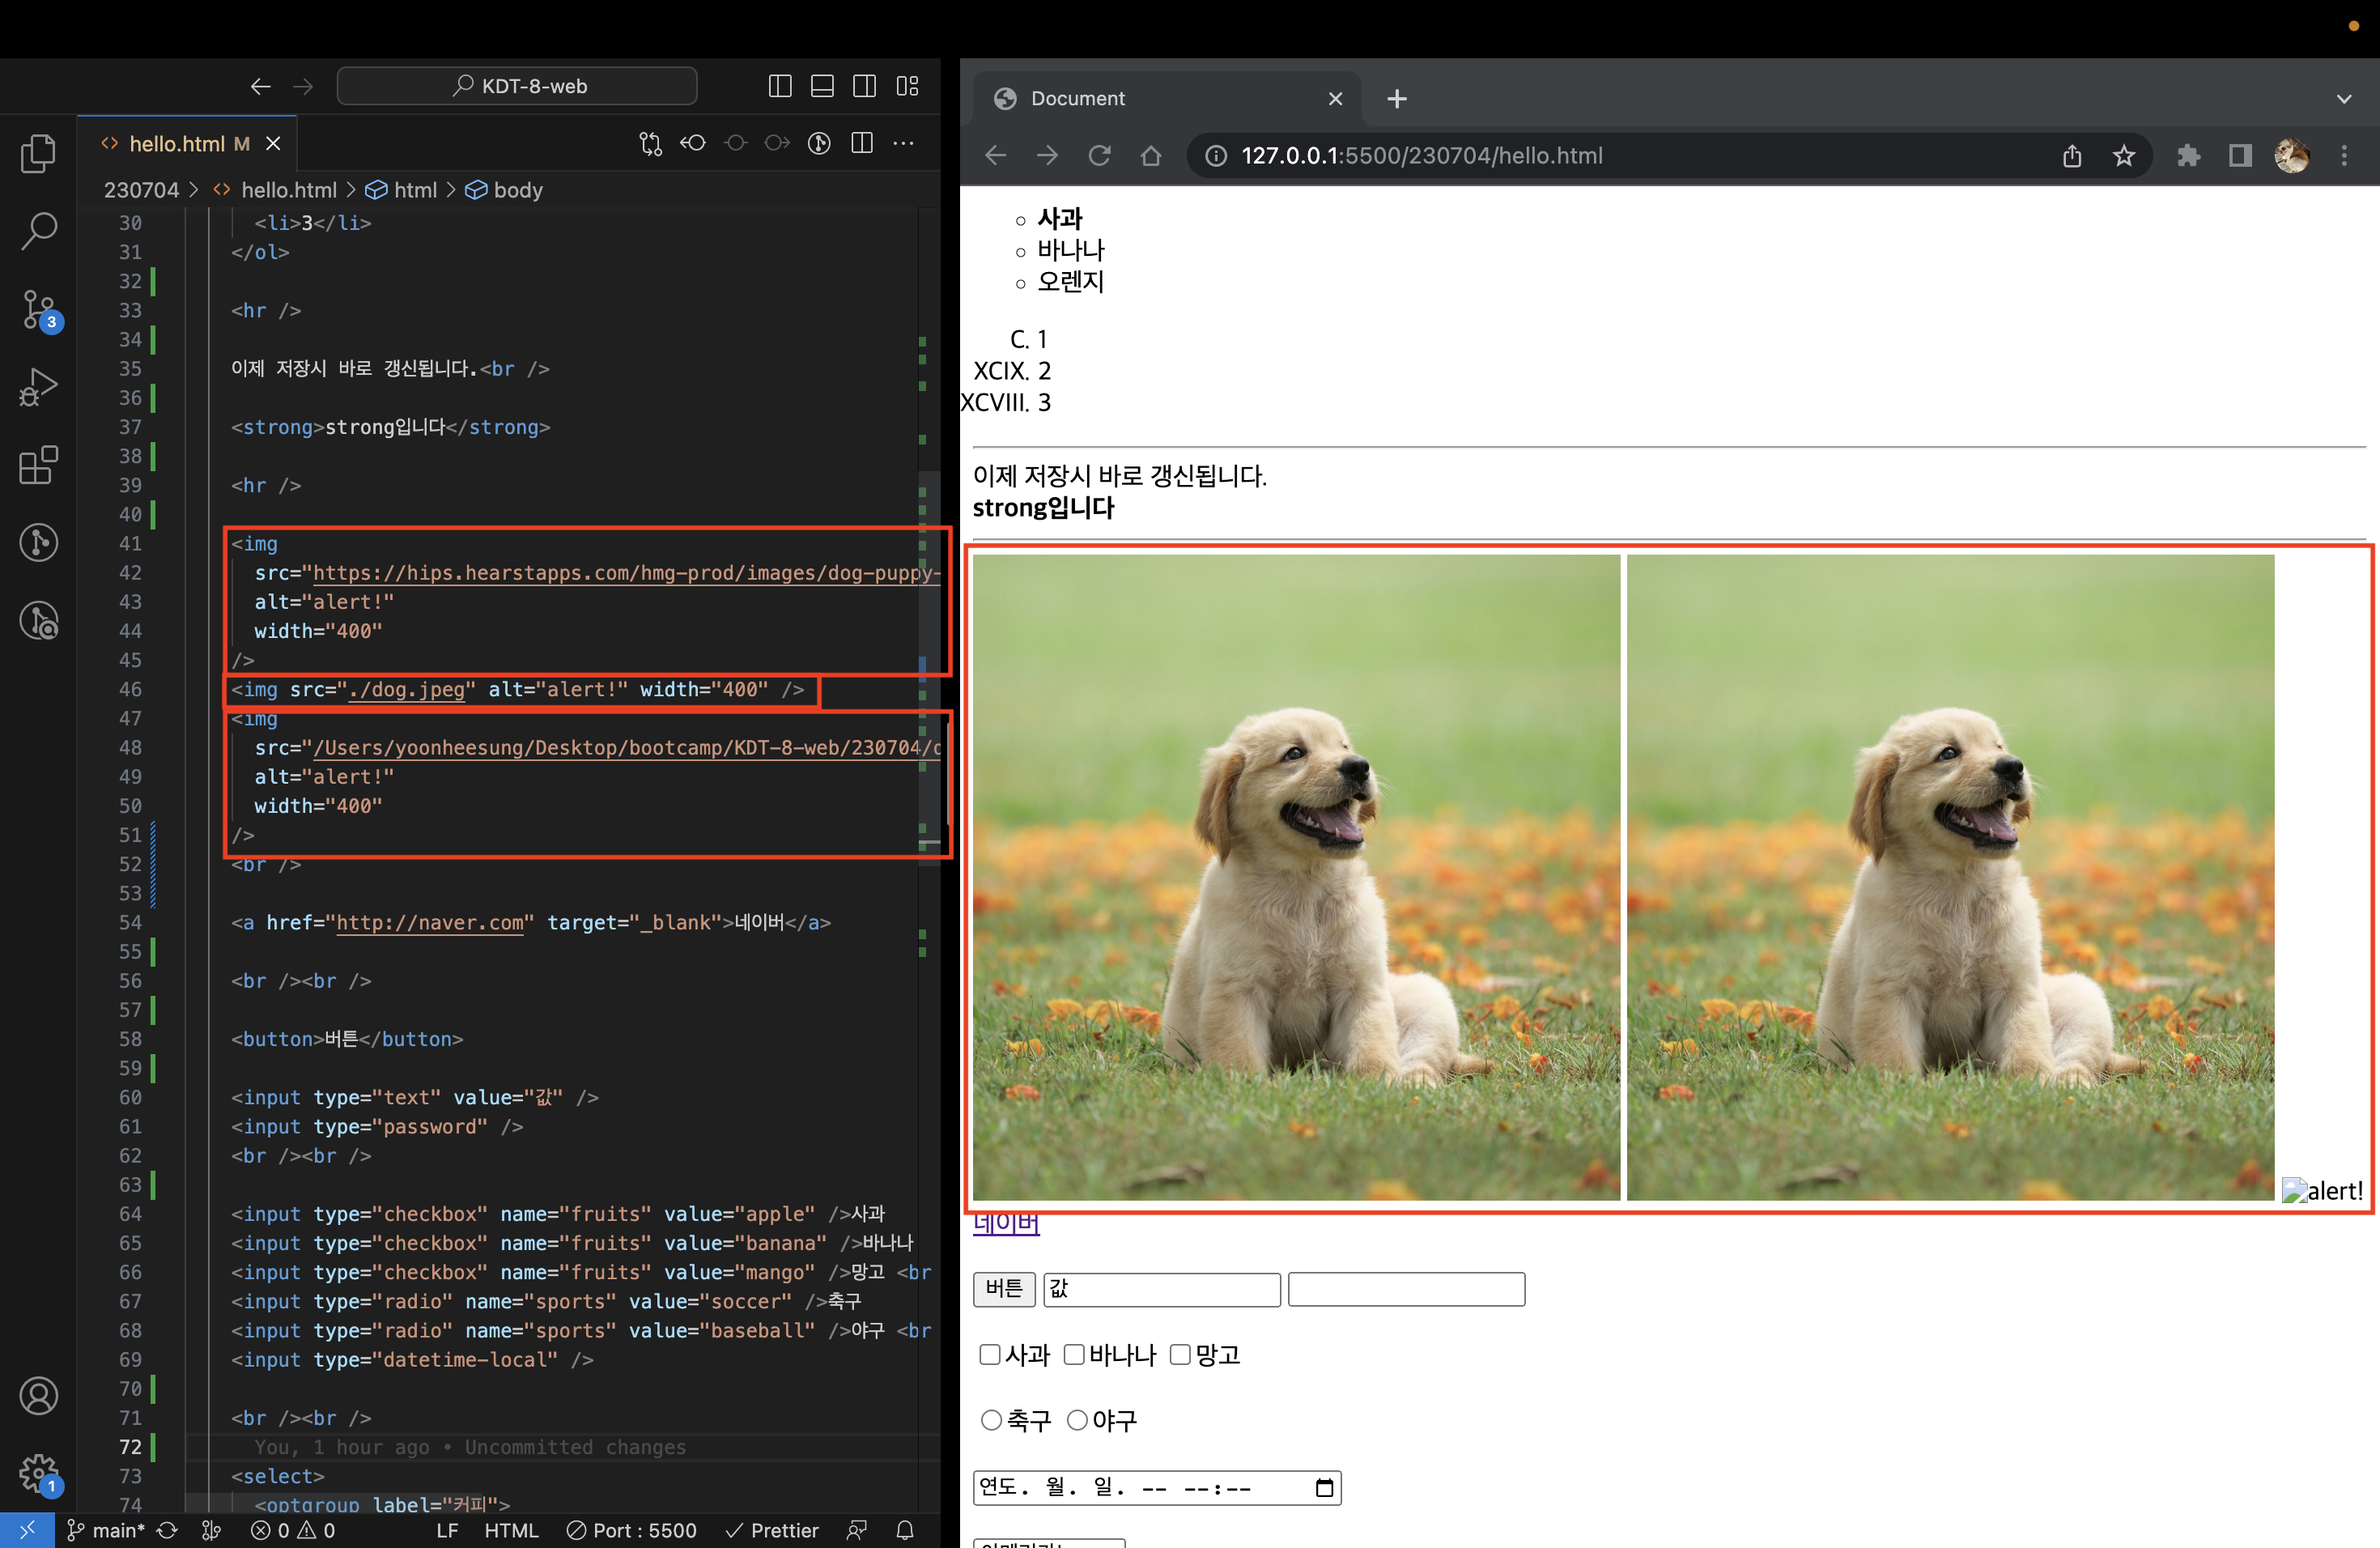 KDT-8-web
hello.html M
230704 > hello.html > html > body
30 <li>3</li>
31 </ol>
32
33 <hr />
34
35 이제 저장시 바로 갱신됩니다.<br />
36
37 <strong>strong입니다</strong>
38
39 <hr />
40
41 <img
42 src="https://hips.hearstapps.com/hmg-prod/images/dog-puppy-
43 alt="alert!"
44 width="400"
45 />
46 <img src="./dog.jpeg" alt="alert!" width="400" />
47 <img
48 src="/Users/yoonheesung/Desktop/bootcamp/KDT-8-web/230704/
49 alt="alert!"
50 width="400"
51 />
52 <br />
53
54 <a href="http://naver.com" target="_blank">네이버</a>
55
56 <br /><br />
57
58 <button>버튼</button>
59
60 <input type="text" value="값" />
61 <input type="password" />
62 <br /><br />
63
64 <input type="checkbox" name="fruits" value="apple" />사과
65 <input type="checkbox" name="fruits" value="banana" />바나나
66 <input type="checkbox" name="fruits" value="mango" />망고 <br
67 <input type="radio" name="sports" value="soccer" />축구
68 <input type="radio" name="sports" value="baseball" />야구 <br
69 <input type="datetime-local" />
70
71 <br /><br />
72 You, 1 hour ago • Uncommitted changes
73 <select>
74 <optgroup label="커피">
3
1
main* 0 0 LF HTML Port : 5500 Prettier
Document
127.0.0.1:5500/230704/hello.html
사과
바나나
오렌지
C. 1
XCIX. 2
XCVIII. 3
이제 저장시 바로 갱신됩니다.
strong입니다
alert!
네이버
버튼 값
사과 바나나 망고
축구 야구
연도. 월. 일. -- --:--